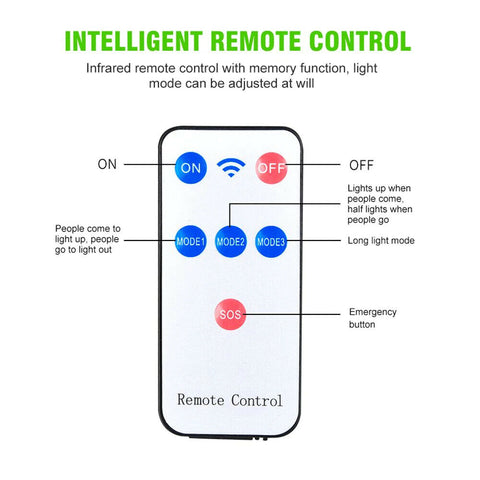 INTELLIGENT REMOTE CONTROL
Infrared remote control with memory function, light
mode can be adjusted at will
ON
OFF
ON
OFF
Lights up when
people come,
half lights when
people go
People come to
light up, people
go to light out
MODE1
MODE2
MODE3
Long light mode
SOS
Emergency
button
Remote Control